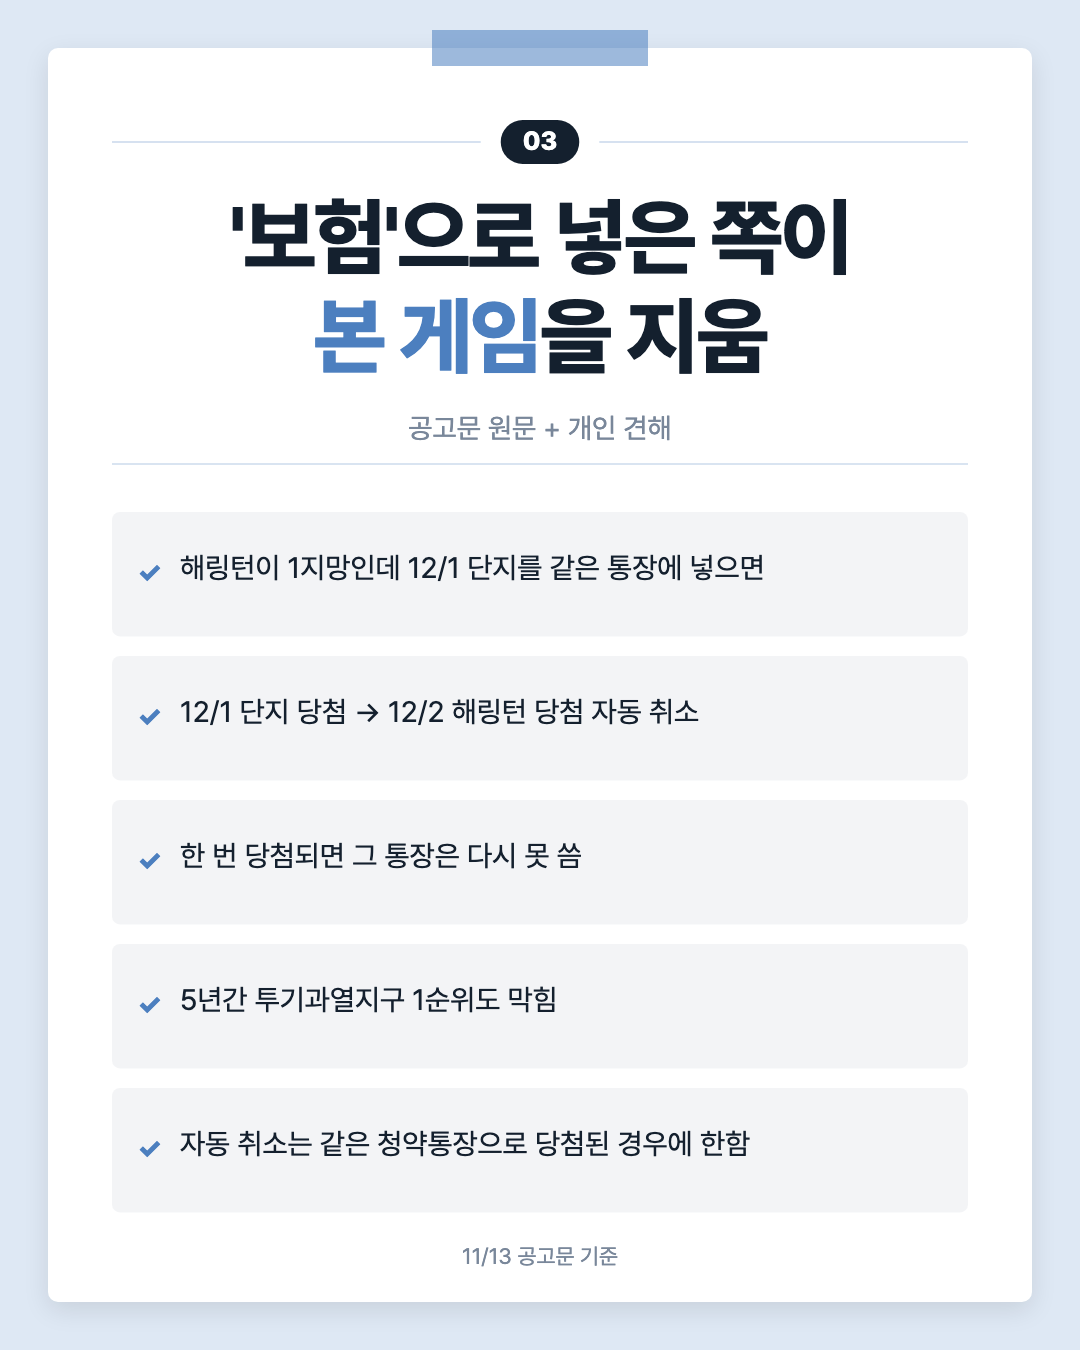 03
'보험'으로 넣은 쪽이
본 게임을 지움
공고문 원문 + 개인 견해
해링턴이 1지망인데 12/1 단지를 같은 통장에 넣으면
12/1 단지 당첨 → 12/2 해링턴 당첨 자동 취소
한 번 당첨되면 그 통장은 다시 못 씀
5년간 투기과열지구 1순위도 막힘
자동 취소는 같은 청약통장으로 당첨된 경우에 한함
11/13 공고문 기준